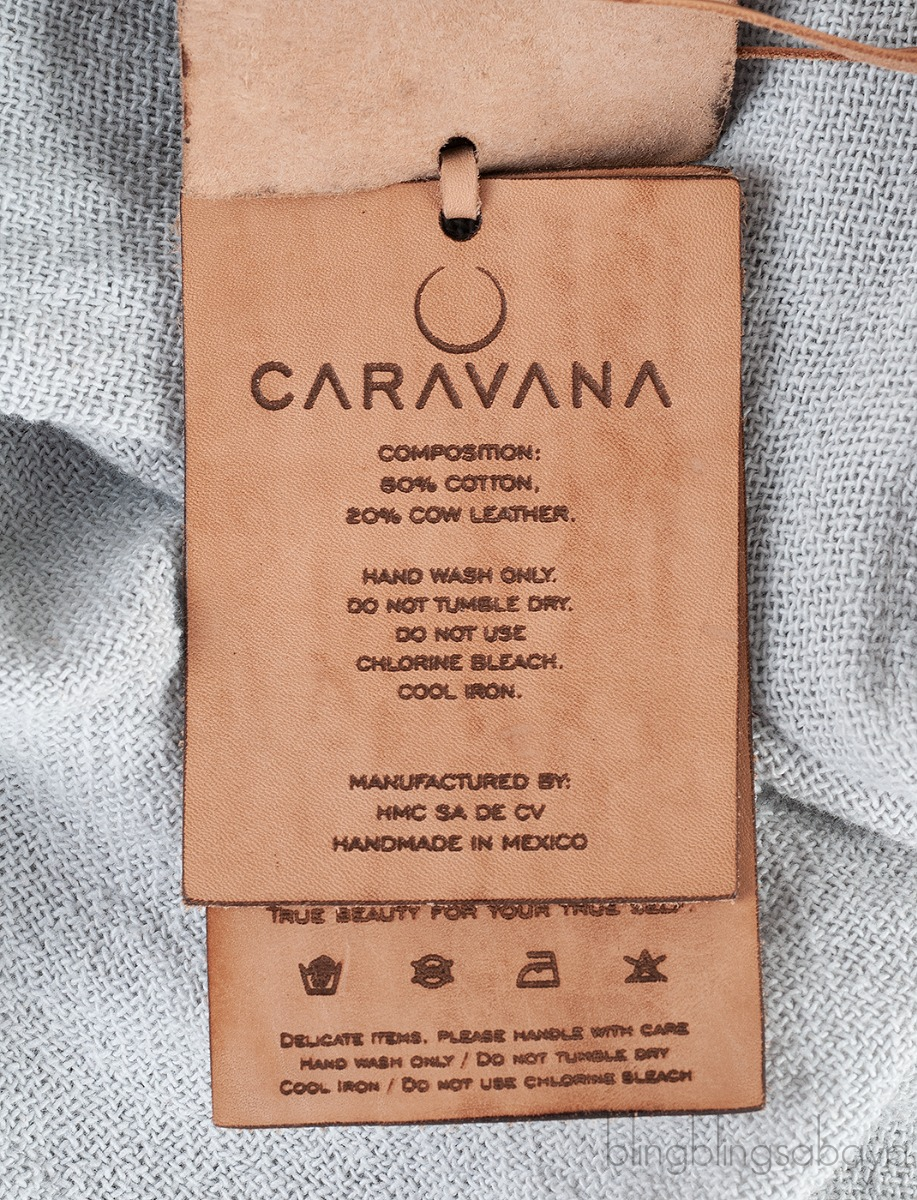 CARAVANA
COMPOSITION:
80% COTTON,
20% COW LEATHER.
HAND WASH ONLY.
DO NOT TUMBLE DRY.
DO NOT USE
CHLORINE BLEACH.
COOL IRON.
MANUFACTURED BY:
HMC SA DE CV
HANDMADE IN MEXICO
TRUE BEAUTY FOR YOUR TRUE
DELICATE ITEMS. PLEASE HANDLE WITH CARE
HAND WASH ONLY / DO NOT TUMBLE DRY
COOL IRON / DO NOT USE CHLORINE BLEACH